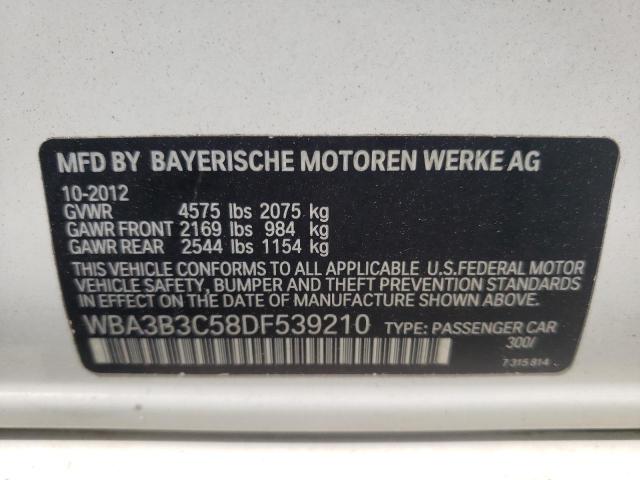 MFD BY BAYERISCHE MOTOREN WERKE AG
10-2012
GVWR 4575 lbs 2075 kg
GAWR FRONT 2169 lbs 984 kg
GAWR REAR 2544 lbs 1154 kg
THIS VEHICLE CONFORMS TO ALL APPLICABLE U.S.FEDERAL MOTOR
VEHICLE SAFETY, BUMPER AND THEFT PREVENTION STANDARDS
IN EFFECT ON THE DATE OF MANUFACTURE SHOWN ABOVE.
WBA3B3C58DF539210 TYPE: PASSENGER CAR
300/
7 315 814